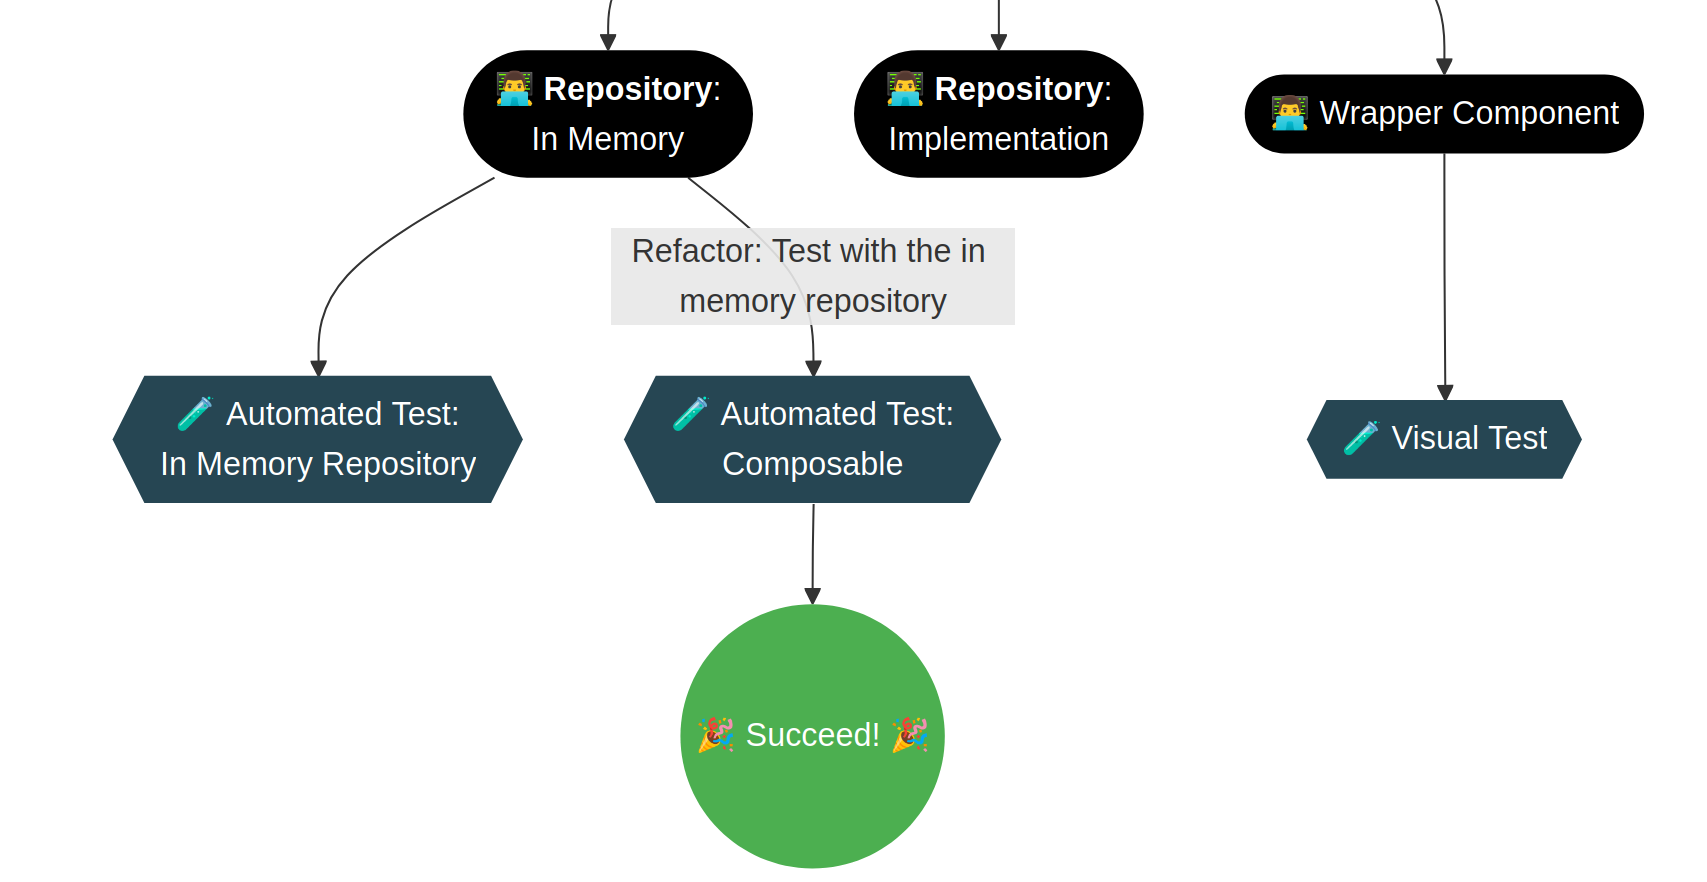 👨‍💻 Repository:
In Memory
👨‍💻 Repository:
Implementation
👨‍💻 Wrapper Component
Refactor: Test with the in
memory repository
🧪 Automated Test:
In Memory Repository
🧪 Automated Test:
Composable
🧪 Visual Test
🎉 Succeed! 🎉